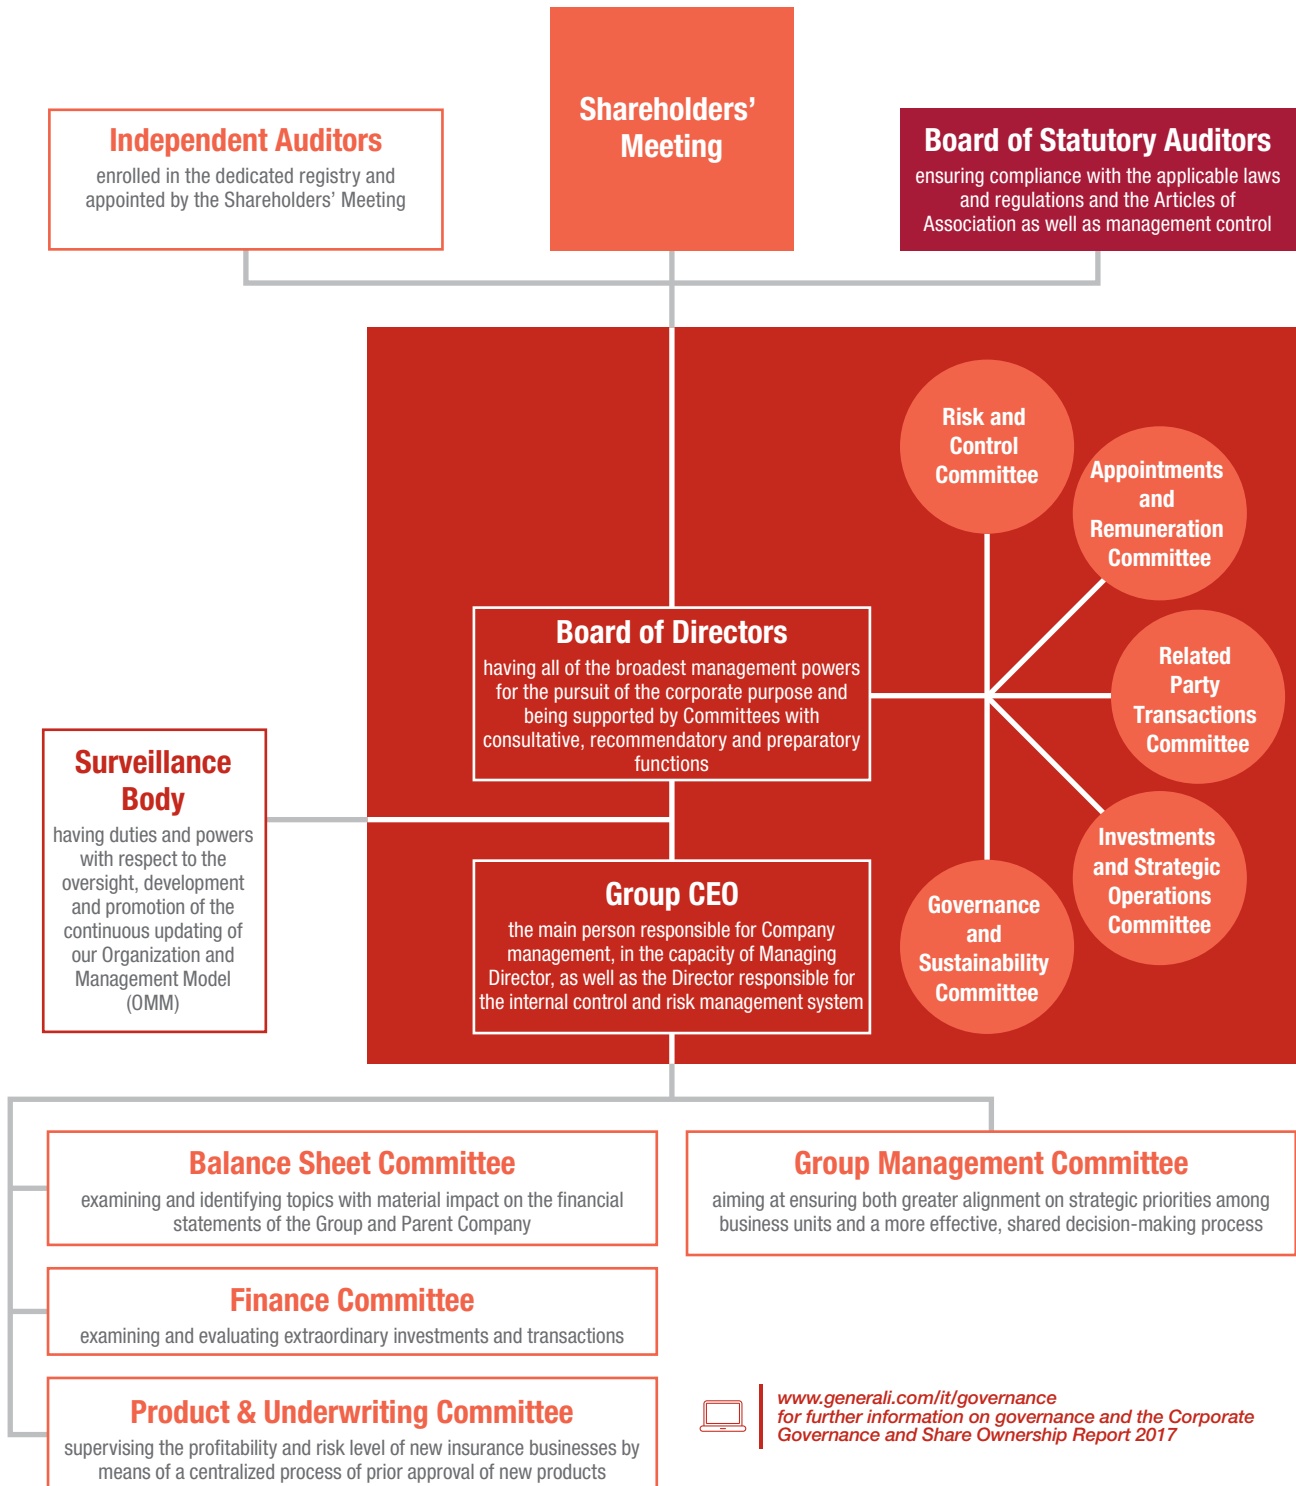 Shareholders’
Meeting
Independent Auditors
enrolled in the dedicated registry and
appointed by the Shareholders’ Meeting
Board of Statutory Auditors
ensuring compliance with the applicable laws
and regulations and the Articles of
Association as well as management control
Risk and
Control
Committee
Appointments
and
Remuneration
Committee
Related
Party
Transactions
Committee
Investments
and Strategic
Operations
Committee
Governance
and
Sustainability
Committee
Board of Directors
having all of the broadest management powers
for the pursuit of the corporate purpose and
being supported by Committees with
consultative, recommendatory and preparatory
functions
Surveillance
Body
having duties and powers
with respect to the
oversight, development
and promotion of the
continuous updating of
our Organization and
Management Model
(OMM)
Group CEO
the main person responsible for Company
management, in the capacity of Managing
Director, as well as the Director responsible for
the internal control and risk management system
Balance Sheet Committee
examining and identifying topics with material impact on the financial
statements of the Group and Parent Company
Group Management Committee
aiming at ensuring both greater alignment on strategic priorities among
business units and a more effective, shared decision-making process
Finance Committee
examining and evaluating extraordinary investments and transactions
Product & Underwriting Committee
supervising the profitability and risk level of new insurance businesses by
means of a centralized process of prior approval of new products
www.generali.com/it/governance
for further information on governance and the Corporate
Governance and Share Ownership Report 2017